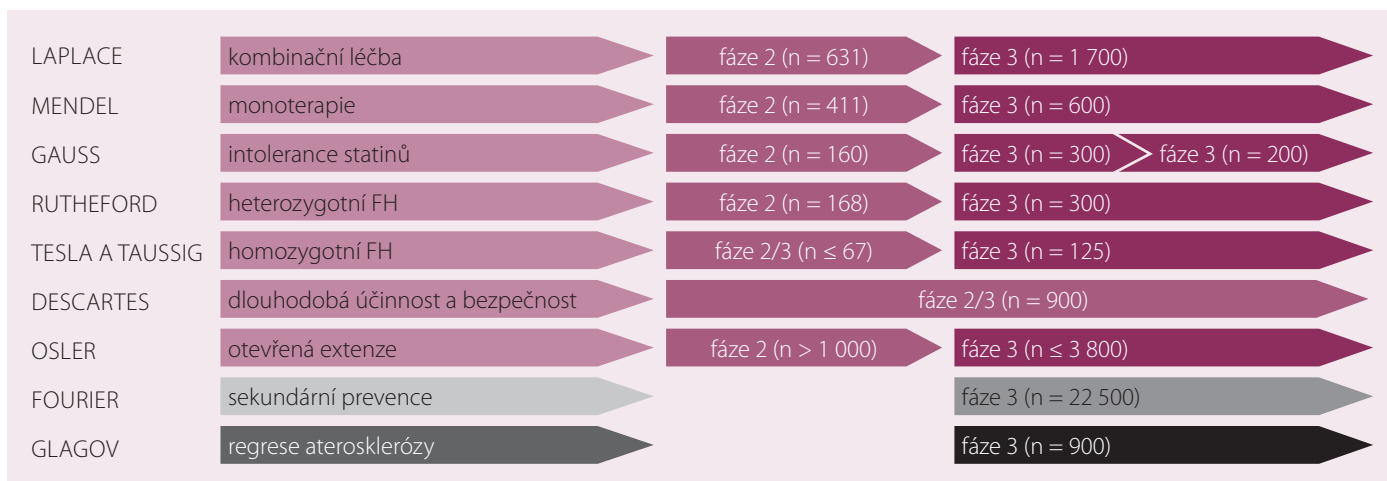 LAPLACE kombinační léčba fáze 2 (n = 631) fáze 3 (n = 1 700)
MENDEL monoterapie fáze 2 (n = 411) fáze 3 (n = 600)
GAUSS intolerance statinů fáze 2 (n = 160) fáze 3 (n = 300) fáze 3 (n = 200)
RUTHEFORD heterozygotní FH fáze 2 (n = 168) fáze 3 (n = 300)
TESLA A TAUSSIG homozygotní FH fáze 2/3 (n ≤ 67) fáze 3 (n = 125)
DESCARTES dlouhodobá účinnost a bezpečnost fáze 2/3 (n = 900)
OSLER otevřená extenze fáze 2 (n > 1 000) fáze 3 (n ≤ 3 800)
FOURIER sekundární prevence fáze 3 (n = 22 500)
GLAGOV regrese aterosklerózy fáze 3 (n = 900)